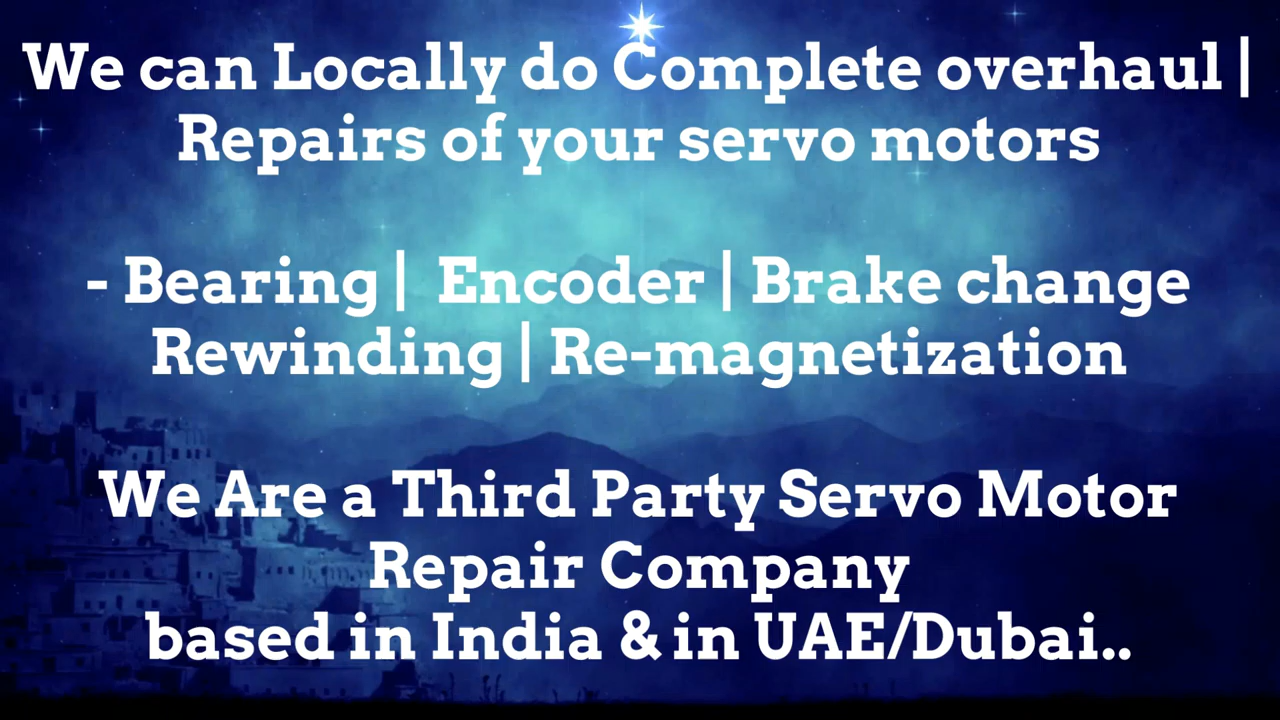 We can Locally do Complete overhaul |
Repairs of your servo motors
- Bearing | Encoder | Brake change
Rewinding | Re-magnetization
We Are a Third Party Servo Motor
Repair Company
based in India & in UAE/Dubai..